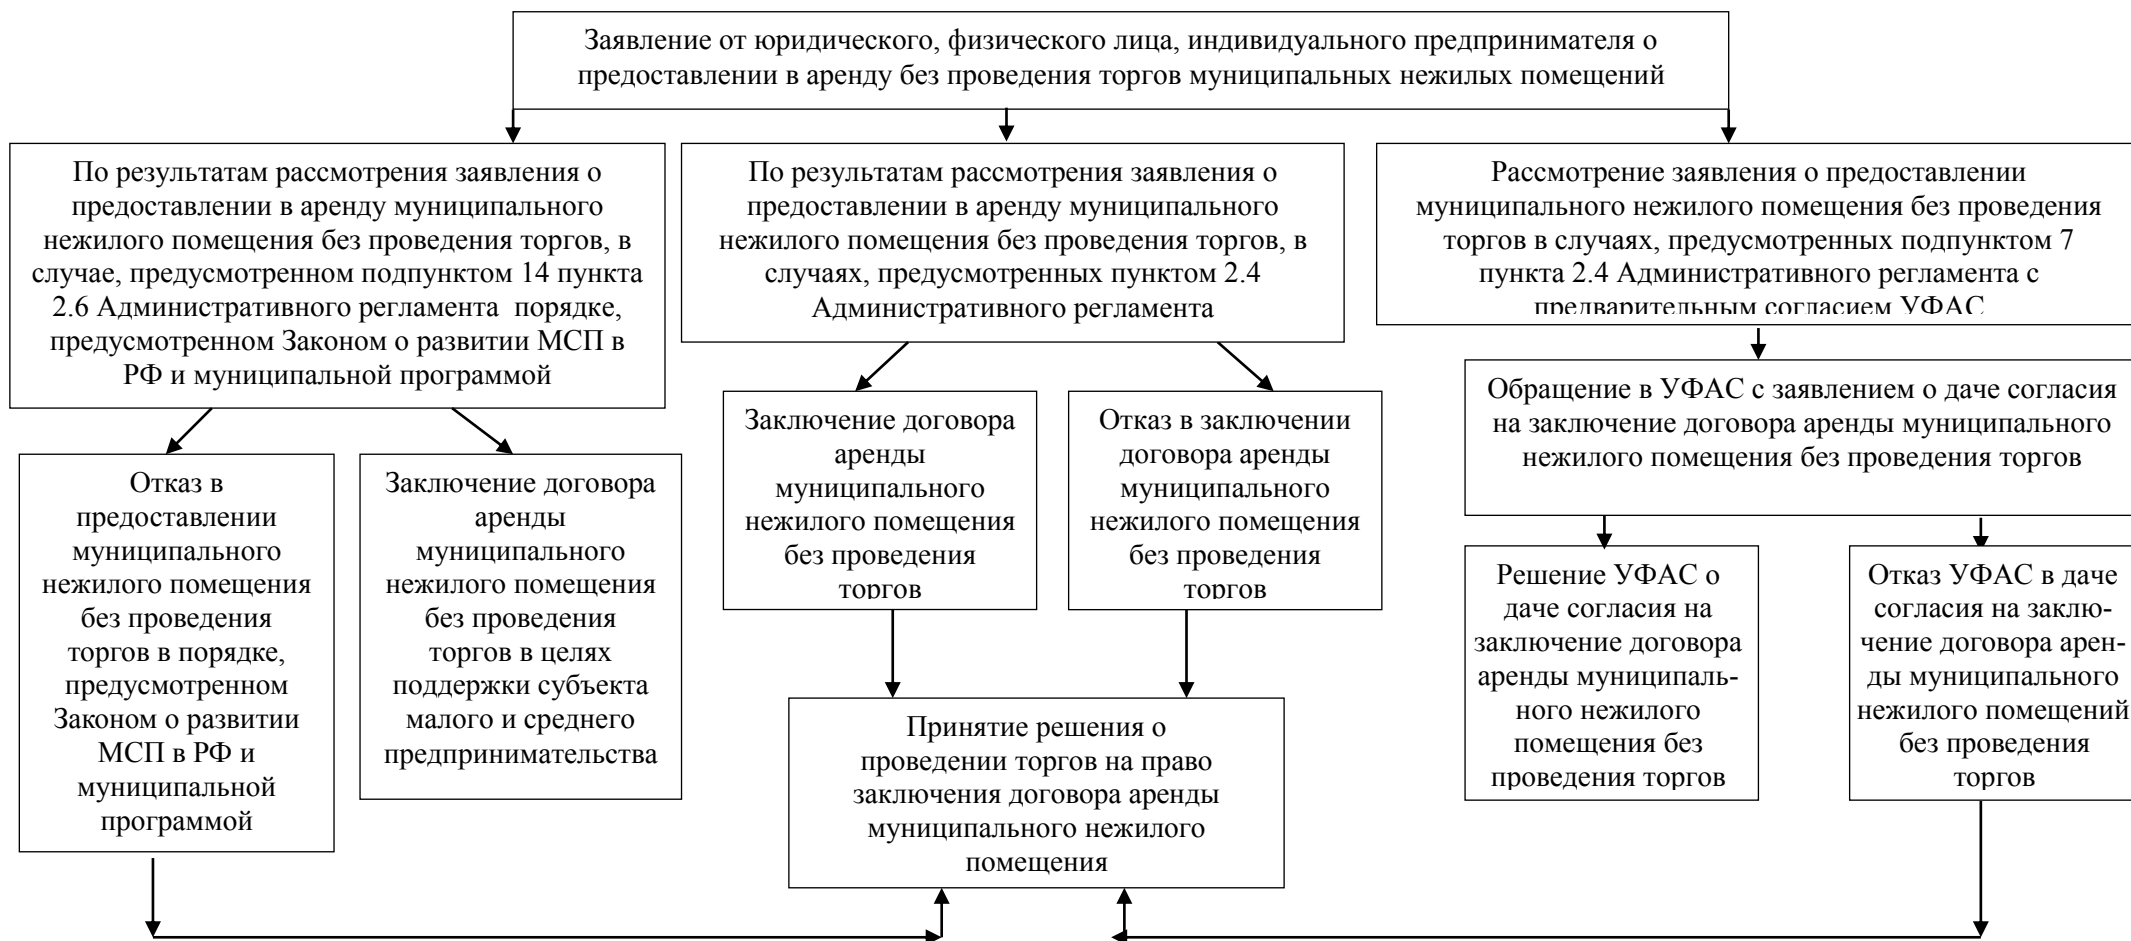 Заявление от юридического, физического лица, индивидуального предпринимателя о
предоставлении в аренду без проведения торгов муниципальных нежилых помещений
По результатам рассмотрения заявления о
предоставлении в аренду муниципального
нежилого помещения без проведения торгов, в
случае, предусмотренном подпунктом 14 пункта
2.6 Административного регламента порядке,
предусмотренном Законом о развитии МСП в
РФ и муниципальной программой
По результатам рассмотрения заявления о
предоставлении в аренду муниципального
нежилого помещения без проведения торгов, в
случаях, предусмотренных пунктом 2.4
Административного регламента
Рассмотрение заявления о предоставлении
муниципального нежилого помещения без проведения
торгов в случаях, предусмотренных подпунктом 7
пункта 2.4 Административного регламента с
предварительным согласием УФАС
Отказ в
предоставлении
муниципального
нежилого помещения
без проведения
торгов в порядке,
предусмотренном
Законом о развитии
МСП в РФ и
муниципальной
программой
Заключение договора
аренды
муниципального
нежилого помещения
без проведения
торгов в целях
поддержки субъекта
малого и среднего
предпринимательства
Заключение договора
аренды
муниципального
нежилого помещения
без проведения
торгов
Отказ в заключении
договора аренды
муниципального
нежилого помещения
без проведения
торгов
Обращение в УФАС с заявлением о даче согласия
на заключение договора аренды муниципального
нежилого помещения без проведения торгов
Решение УФАС о
даче согласия на
заключение договора
аренды муниципаль-
ного нежилого
помещения без
проведения торгов
Отказ УФАС в даче
согласия на заклю-
чение договора арен-
ды муниципального
нежилого помещений
без проведения
торгов
Принятие решения о
проведении торгов на право
заключения договора аренды
муниципального нежилого
помещения